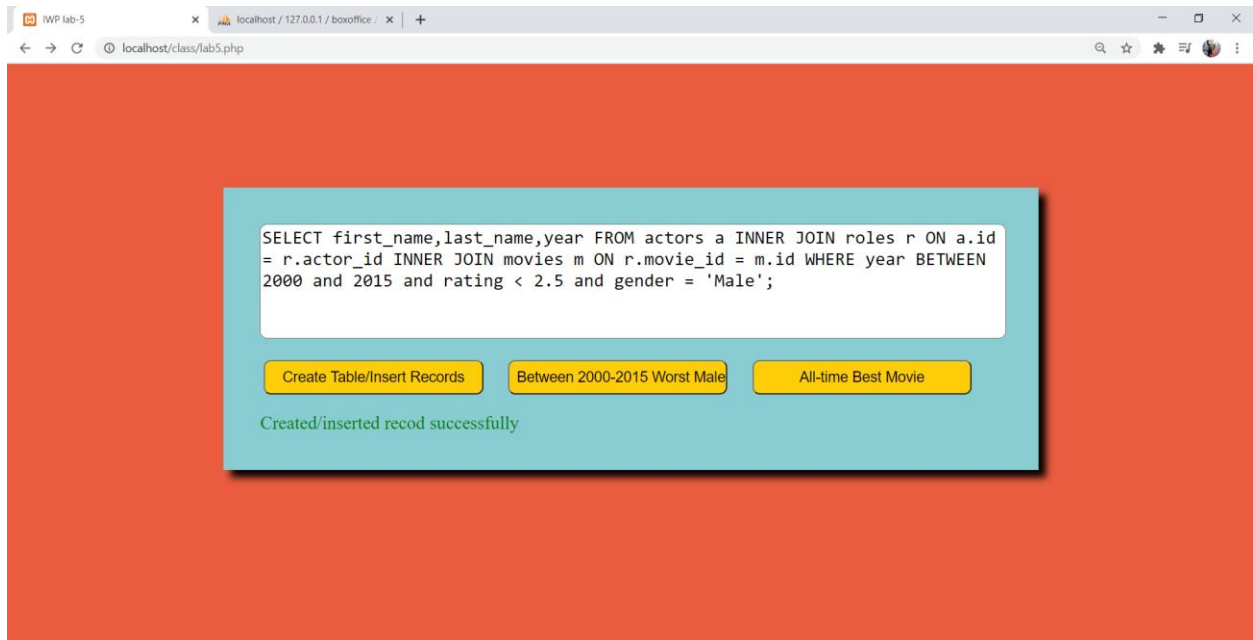 IWP lab-5
localhost / 127.0.0.1 / boxoffice /
localhost/class/lab5.php
SELECT first_name,last_name,year FROM actors a INNER JOIN roles r ON a.id
= r.actor_id INNER JOIN movies m ON r.movie_id = m.id WHERE year BETWEEN
2000 and 2015 and rating < 2.5 and gender = 'Male';
Create Table/Insert Records
Between 2000-2015 Worst Male
All-time Best Movie
Created/inserted recod successfully